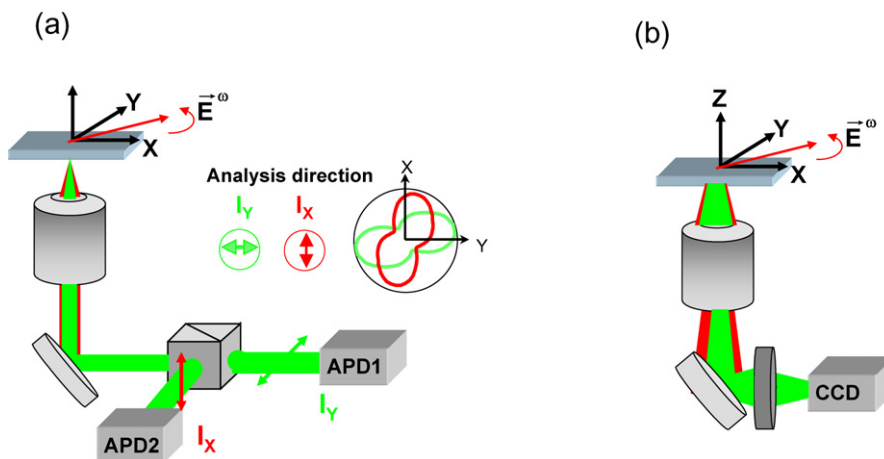 (a)
Y
E ω
X
Analysis direction
I_Y
I_X
X
Y
APD1
I_Y
APD2
I_X
(b)
Z
Y
E ω
X
CCD